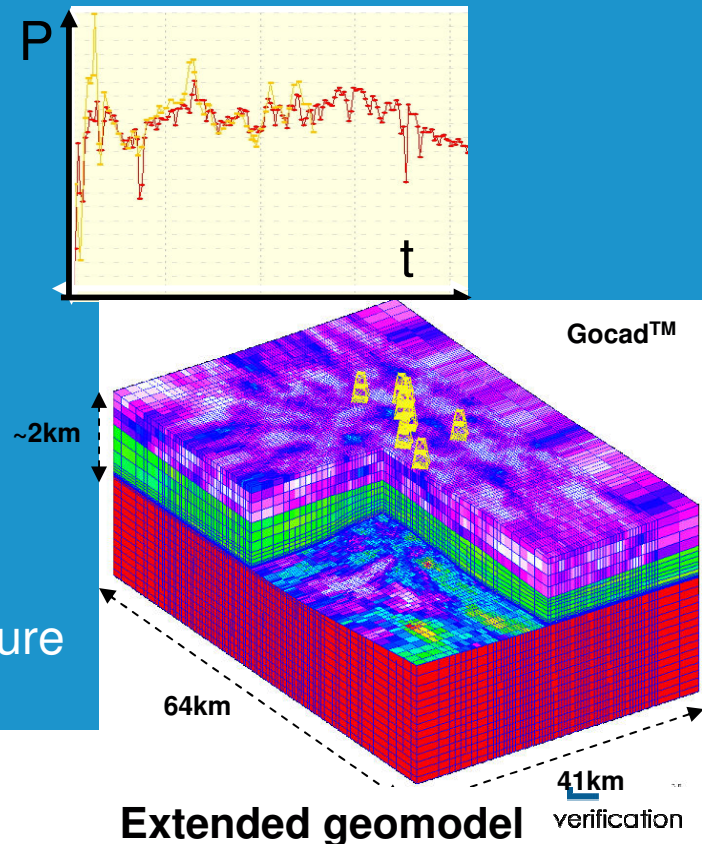 P
t
Gocad™
~2km
ure
64km
41km
Extended geomodel
verification